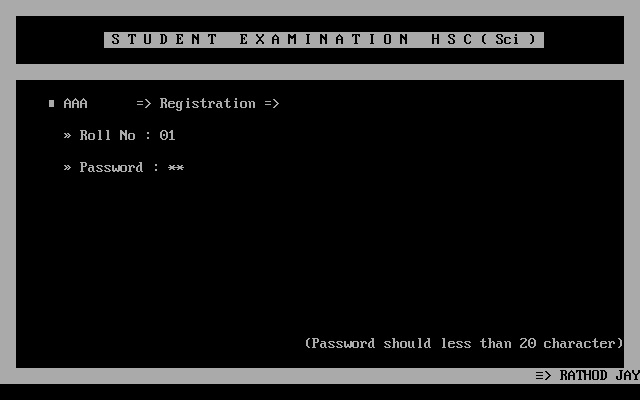 S T U D E N T   E X A M I N A T I O N   H S C ( Sci )
■ AAA      => Registration =>
» Roll No : 01
» Password : **
(Password should less than 20 character)
≡> RATHOD JAY